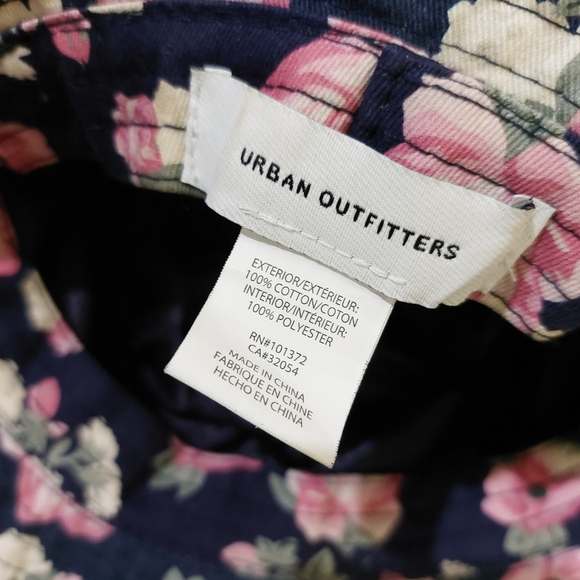 URBAN OUTFITTERS
EXTERIOR/EXTÉRIEUR:
100% COTTON/COTON
INTERIOR/INTÉRIEUR:
100% POLYESTER
RN#101372
CA#32054
MADE IN CHINA
FABRIQUE EN CHINE
HECHO EN CHINA